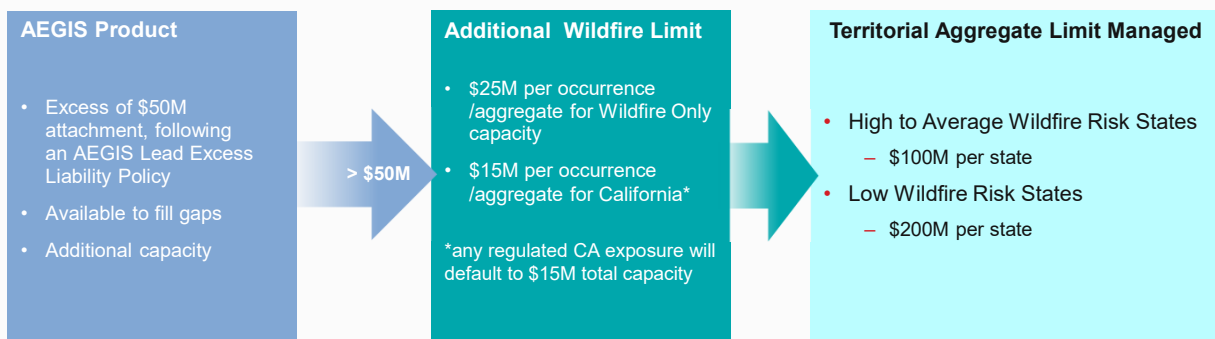 AEGIS Product
• Excess of $50M
attachment, following
an AEGIS Lead Excess
Liability Policy
• Available to fill gaps
• Additional capacity
> $50M
Additional Wildfire Limit
• $25M per occurrence
/aggregate for Wildfire Only
capacity
• $15M per occurrence
/aggregate for California*
*any regulated CA exposure will
default to $15M total capacity
Territorial Aggregate Limit Managed
• High to Average Wildfire Risk States
– $100M per state
• Low Wildfire Risk States
– $200M per state